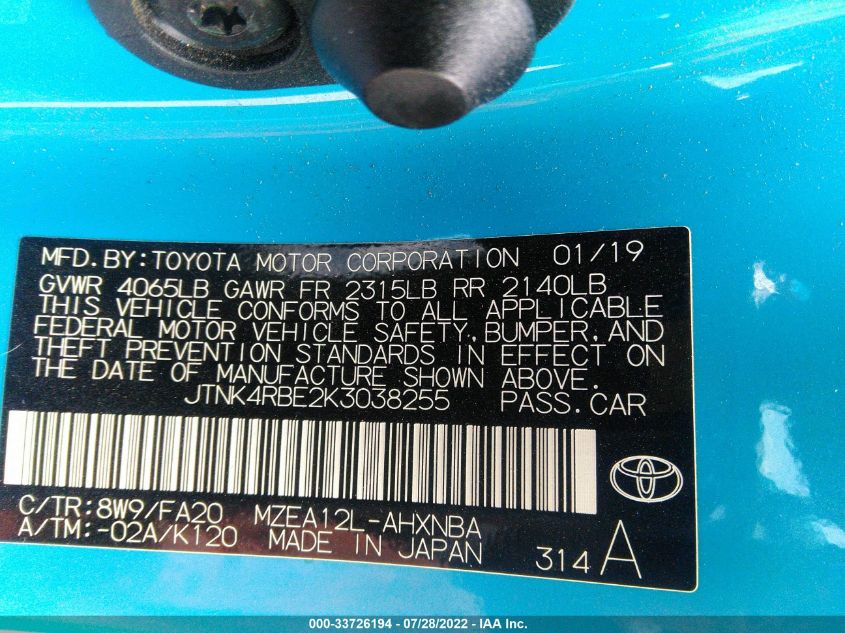 MFD.BY:TOYOTA MOTOR CORPORATION 01/19
GVWR 4065LB GAWR FR 2315LB RR 2140LB
THIS VEHICLE CONFORMS TO ALL APPLICABLE
FEDERAL MOTOR VEHICLE SAFETY,BUMPER,AND
THEFT PREVENTION STANDARDS IN EFFECT ON
THE DATE OF MANUFACTURE SHOWN ABOVE.
JTNK4RBE2K3038255 PASS.CAR
C/TR:8W9/FA20 MZEA12L-AHXNBA
A/TM:-02A/K120 MADE IN JAPAN 314 A
000-33726194 - 07/28/2022 - IAA Inc.